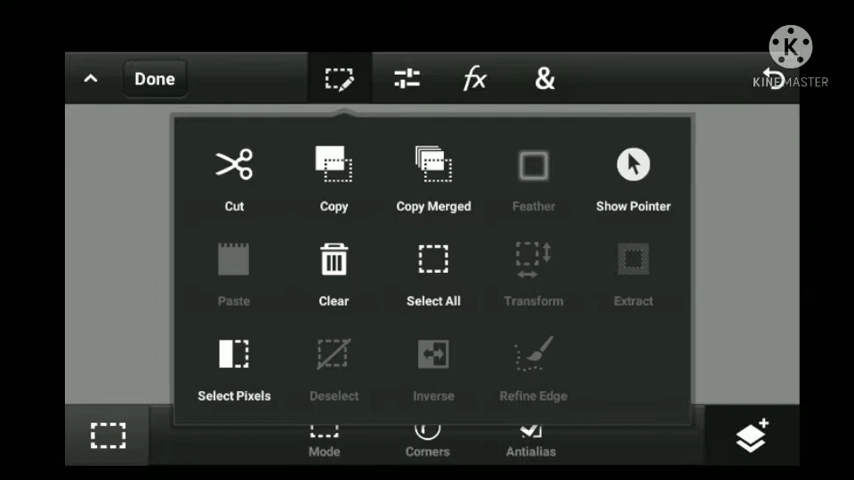 K
KINEMASTER
Done
fx
&
Cut
Copy
Copy Merged
Feather
Show Pointer
Paste
Clear
Select All
Transform
Extract
Select Pixels
Deselect
Inverse
Refine Edge
Mode
Corners
Antialias